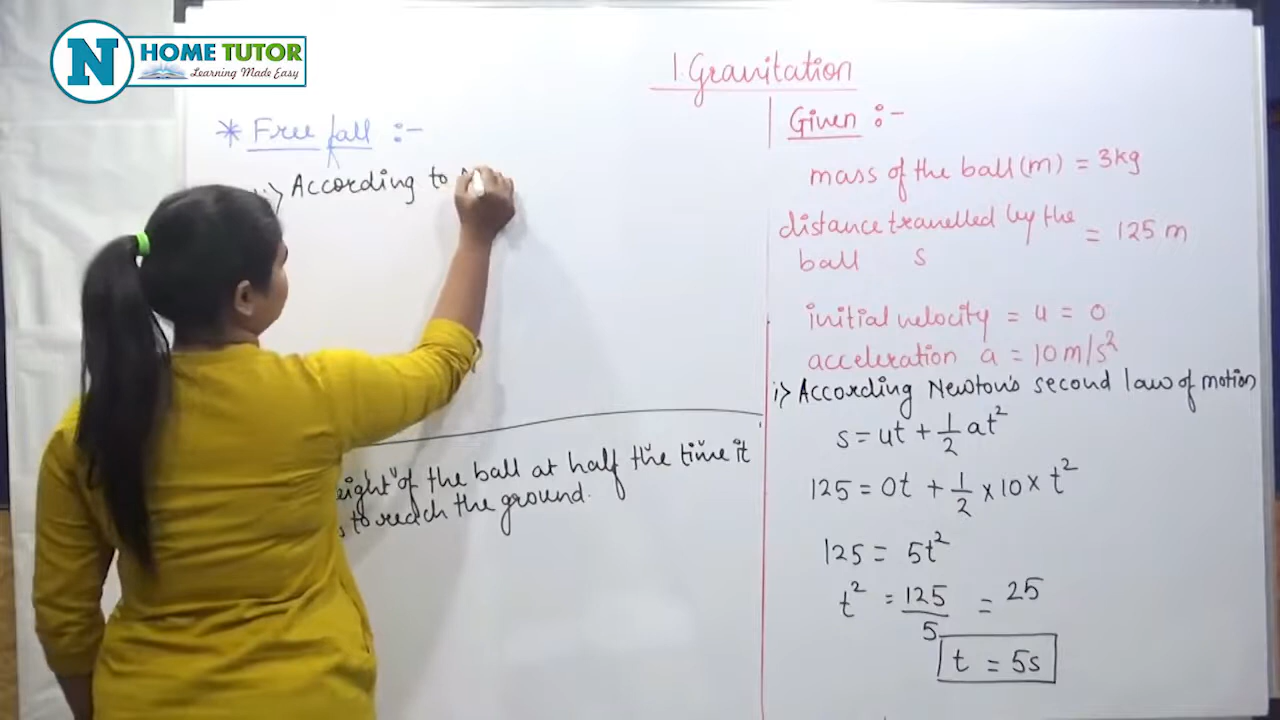 N HOME TUTOR
Learning Made Easy
1. Gravitation
* Free fall :-
According to
of the ball at half the time it
to reach the ground.
Given :-
mass of the ball (m) = 3kg
distance travelled by the
ball s = 125 m
initial velocity = u = 0
acceleration a = 10 m/s²
i) According Newton's second law of motion
s = ut + 1/2 at²
125 = 0t + 1/2 x 10 x t²
125 = 5t²
t² = 125/5 = 25
t = 5s